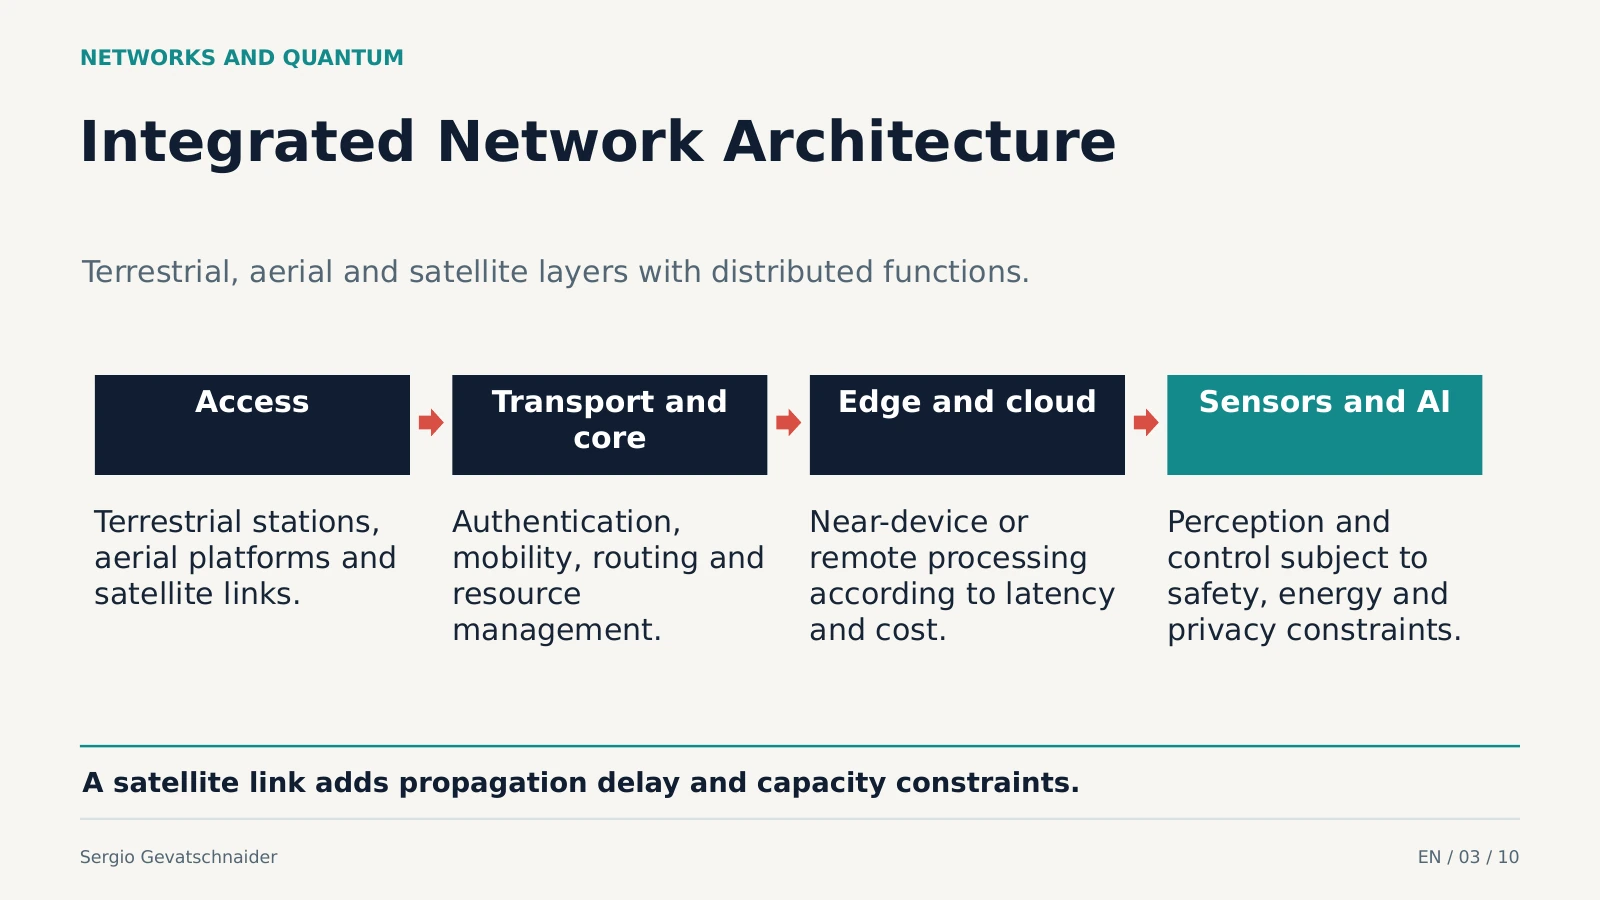 NETWORKS AND QUANTUM
Integrated Network Architecture
Terrestrial, aerial and satellite layers with distributed functions.
Access
Terrestrial stations,
aerial platforms and
satellite links.
Transport and
core
Authentication,
mobility, routing and
resource
management.
Edge and cloud
Near-device or
remote processing
according to latency
and cost.
Sensors and AI
Perception and
control subject to
safety, energy and
privacy constraints.
A satellite link adds propagation delay and capacity constraints.
Sergio Gevatschnaider
EN / 03 / 10